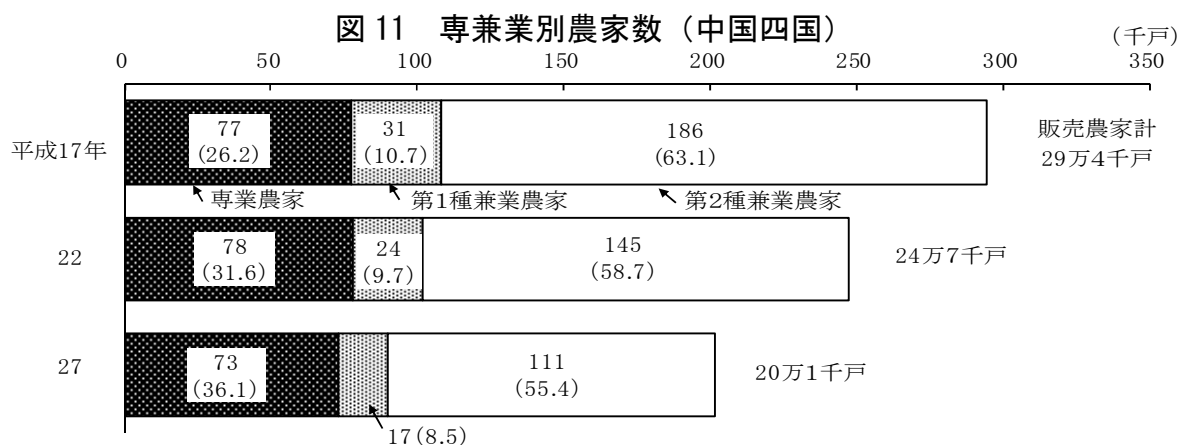 図 11　専兼業別農家数（中国四国）
（千戸）
0 50 100 150 200 250 300 350
平成17年
77
(26.2)
31
(10.7)
186
(63.1)
販売農家計
29万4千戸
専業農家
第1種兼業農家
第2種兼業農家
22
78
(31.6)
24
(9.7)
145
(58.7)
24万7千戸
27
73
(36.1)
111
(55.4)
20万1千戸
17(8.5)